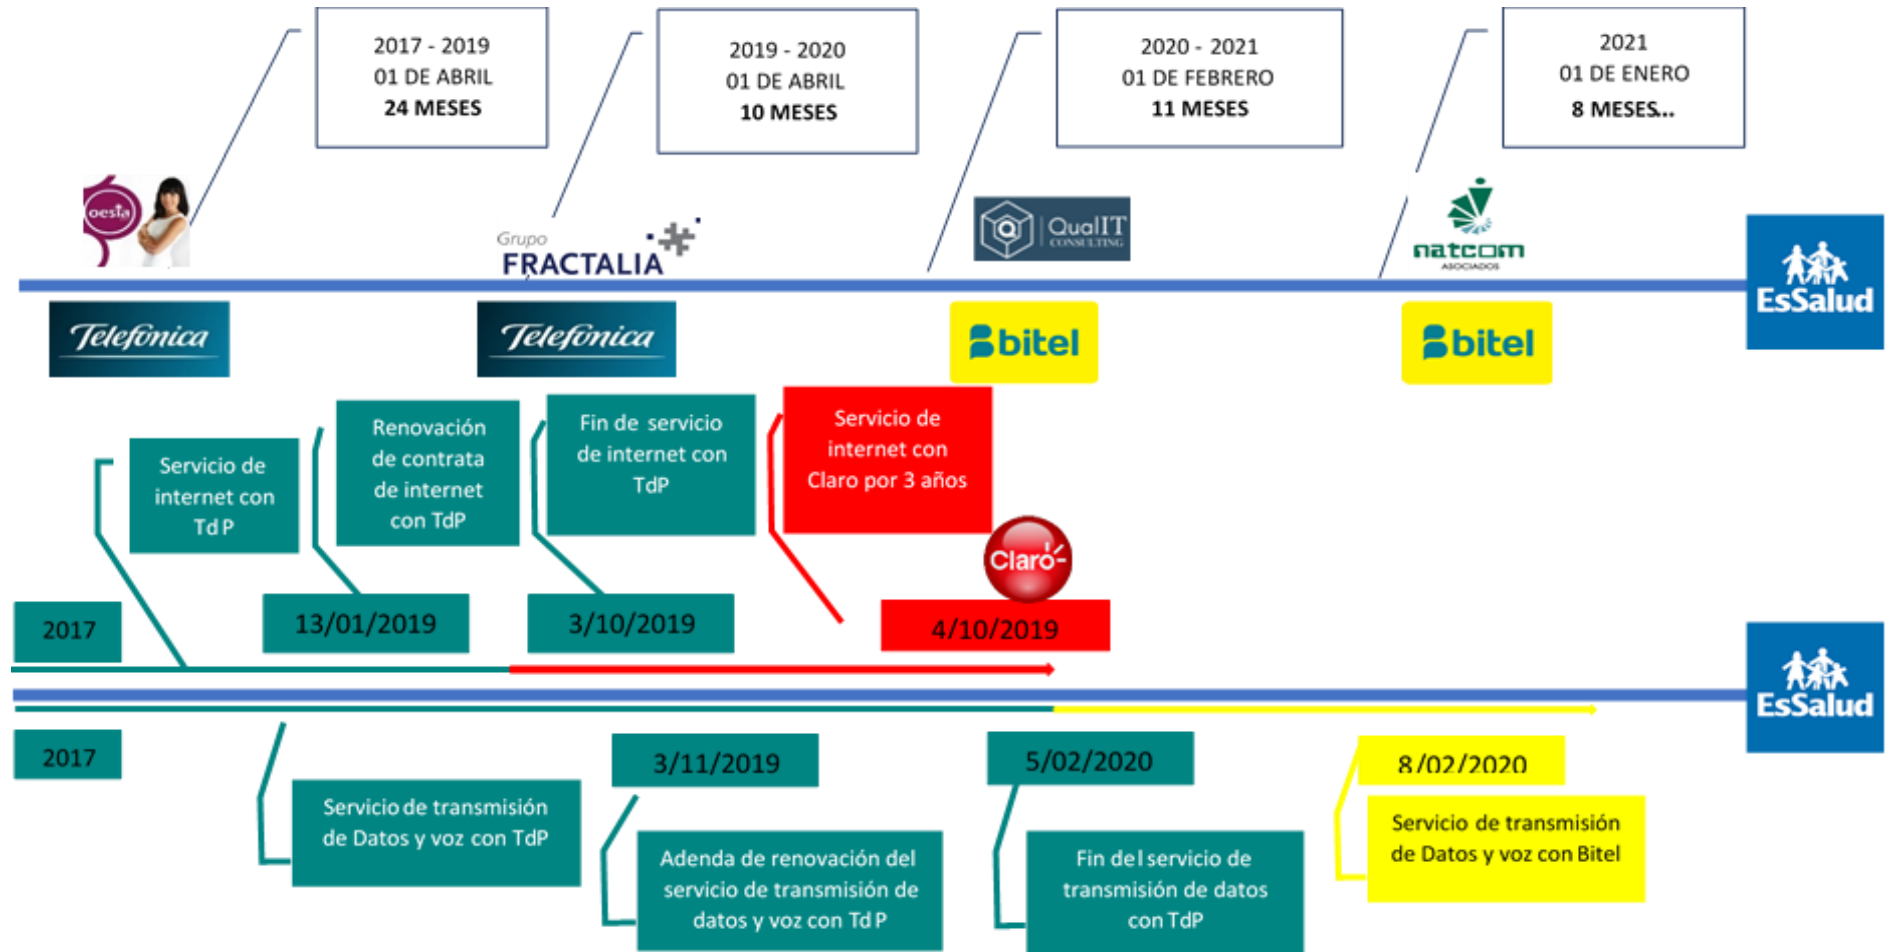 2017 - 2019
01 DE ABRIL
24 MESES
2019 - 2020
01 DE ABRIL
10 MESES
2020 - 2021
01 DE FEBRERO
11 MESES
2021
01 DE ENERO
8 MESES...
oesía
Grupo
FRACTALIA
Q
QualIT
CONSULTING
natcom
ASOCIADOS
EsSalud
Telefónica
Telefónica
bitel
bitel
Servicio de
internet con
Td P
Renovación
de contrata
de internet
con TdP
Fin de servicio
de internet con
TdP
Servicio de
internet con
Claro por 3 años
Claro
2017
13/01/2019
3/10/2019
4/10/2019
EsSalud
2017
3/11/2019
5/02/2020
8/02/2020
Servicio de transmisión
de Datos y voz con TdP
Adenda de renovación del
servicio de transmisión de
datos y voz con Td P
Fin del servicio de
transmisión de datos
con TdP
Servicio de transmisión
de Datos y voz con Bitel